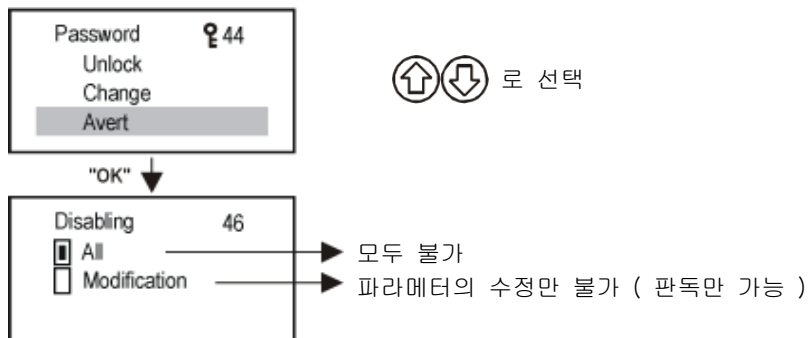 Password 44
Unlock
Change
Avert
로 선택
"OK"
Disabling 46
All
모두 불가
Modification
파라메터의 수정만 불가 ( 판독만 가능 )